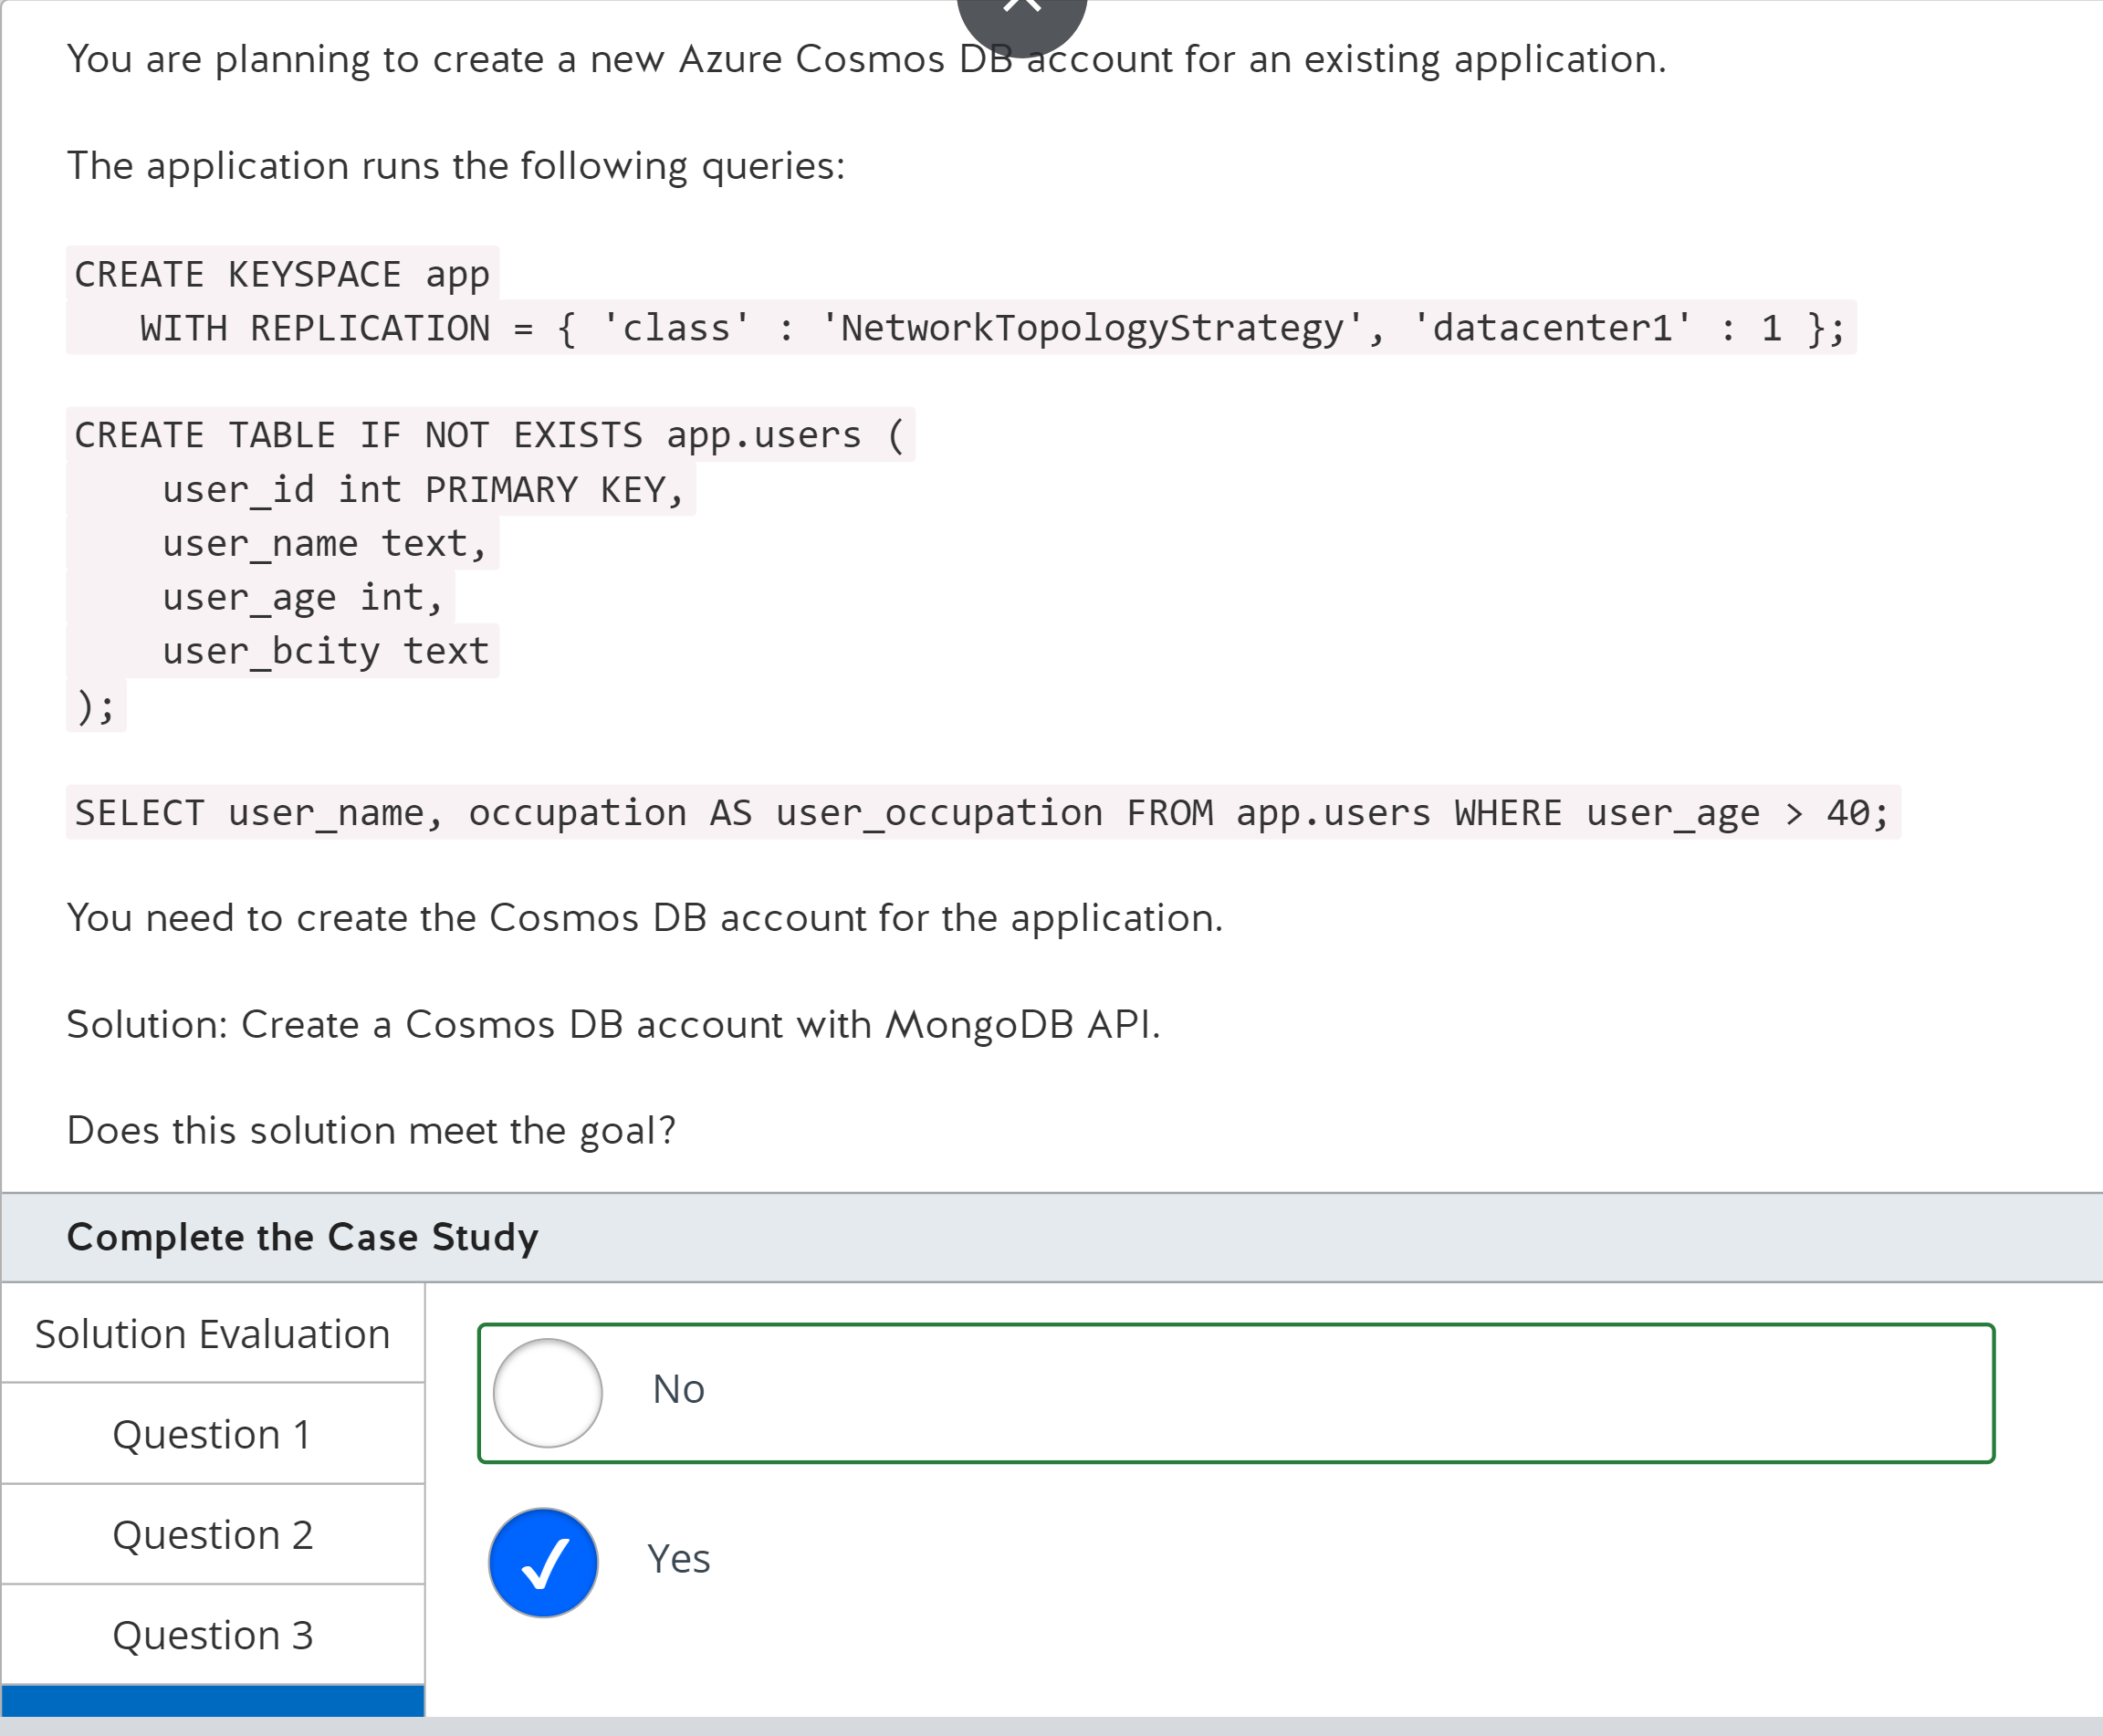 You are planning to create a new Azure Cosmos DB account for an existing application.
The application runs the following queries:
CREATE KEYSPACE app
WITH REPLICATION = { 'class' : 'NetworkTopologyStrategy', 'datacenter1' : 1 };
CREATE TABLE IF NOT EXISTS app.users (
user_id int PRIMARY KEY,
user_name text,
user_age int,
user_bcity text
);
SELECT user_name, occupation AS user_occupation FROM app.users WHERE user_age > 40;
You need to create the Cosmos DB account for the application.
Solution: Create a Cosmos DB account with MongoDB API.
Does this solution meet the goal?
Complete the Case Study
Solution Evaluation
Question 1
Question 2
Question 3
No
Yes